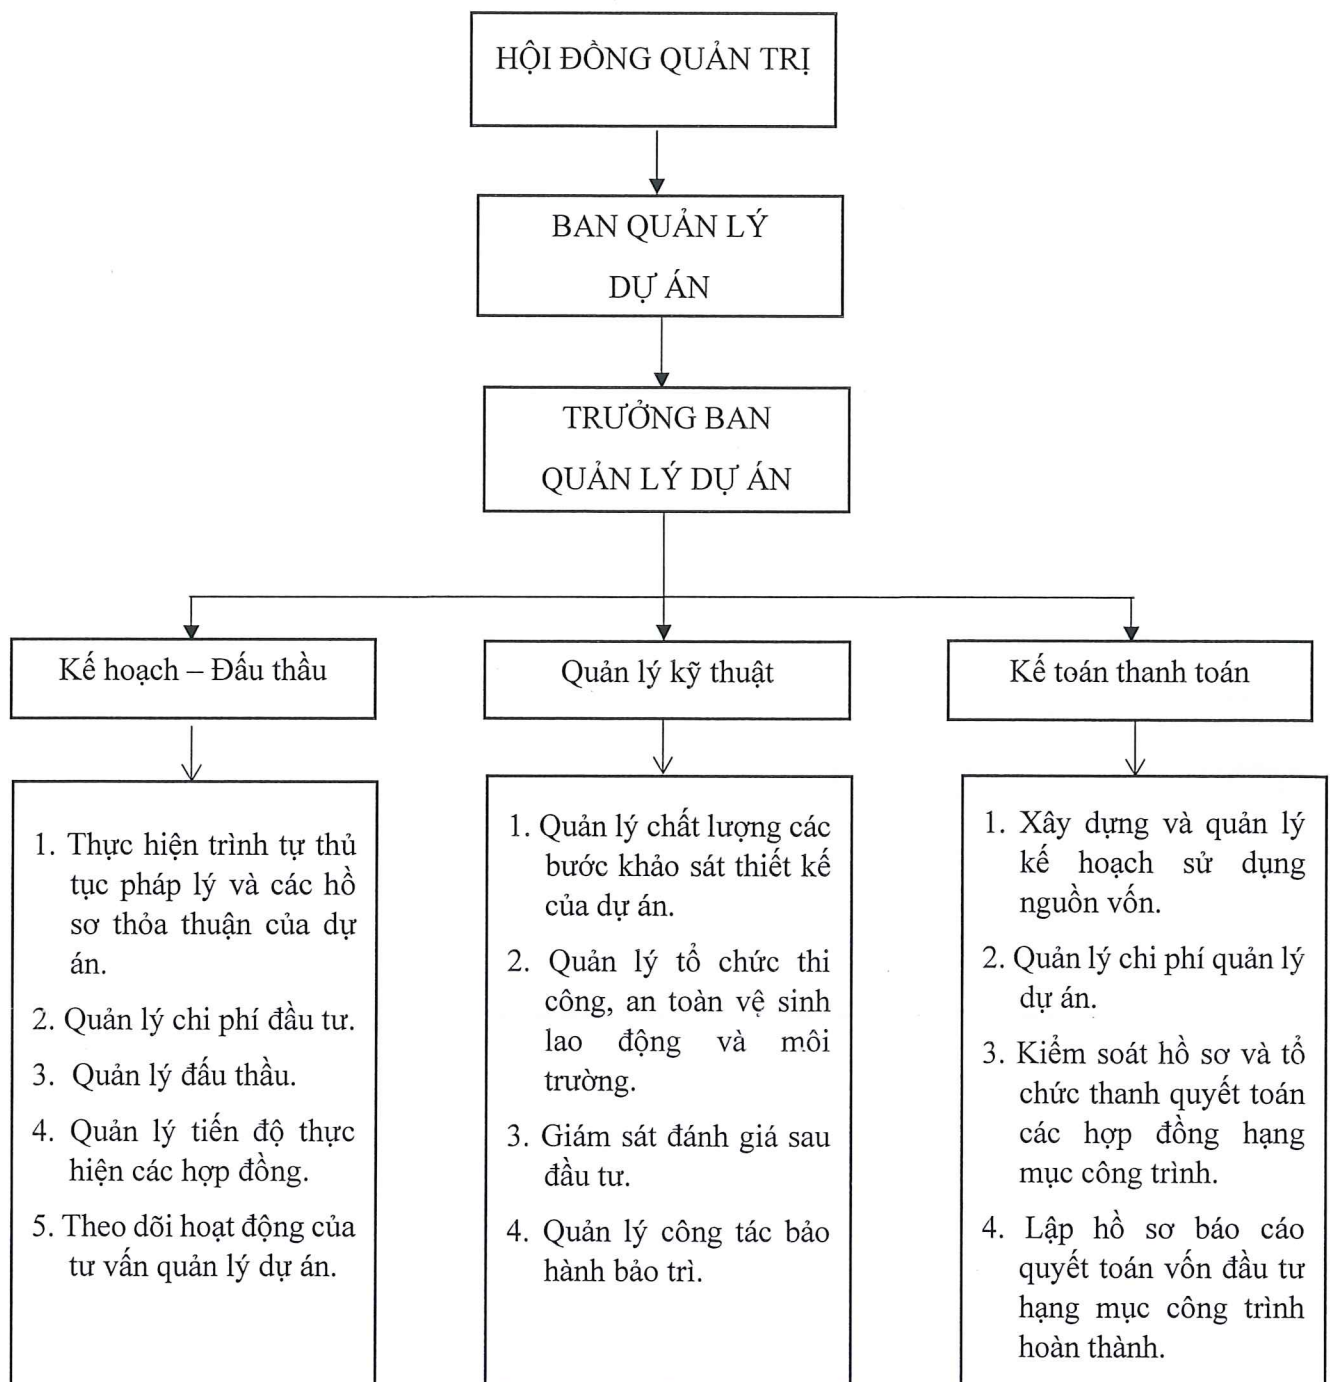 HỘI ĐỒNG QUẢN TRỊ
BAN QUẢN LÝ
DỰ ÁN
TRƯỞNG BAN
QUẢN LÝ DỰ ÁN
Kế hoạch – Đấu thầu
Quản lý kỹ thuật
Kế toán thanh toán
1. Thực hiện trình tự thủ
tục pháp lý và các hồ
sơ thỏa thuận của dự
án.
2. Quản lý chi phí đầu tư.
3. Quản lý đấu thầu.
4. Quản lý tiến độ thực
hiện các hợp đồng.
5. Theo dõi hoạt động của
tư vấn quản lý dự án.
1. Quản lý chất lượng các
bước khảo sát thiết kế
của dự án.
2. Quản lý tổ chức thi
công, an toàn vệ sinh
lao động và môi
trường.
3. Giám sát đánh giá sau
đầu tư.
4. Quản lý công tác bảo
hành bảo trì.
1. Xây dựng và quản lý
kế hoạch sử dụng
nguồn vốn.
2. Quản lý chi phí quản lý
dự án.
3. Kiểm soát hồ sơ và tổ
chức thanh quyết toán
các hợp đồng hạng
mục công trình.
4. Lập hồ sơ báo cáo
quyết toán vốn đầu tư
hạng mục công trình
hoàn thành.